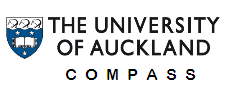 THE UNIVERSITY
OF AUCKLAND
COMPASS